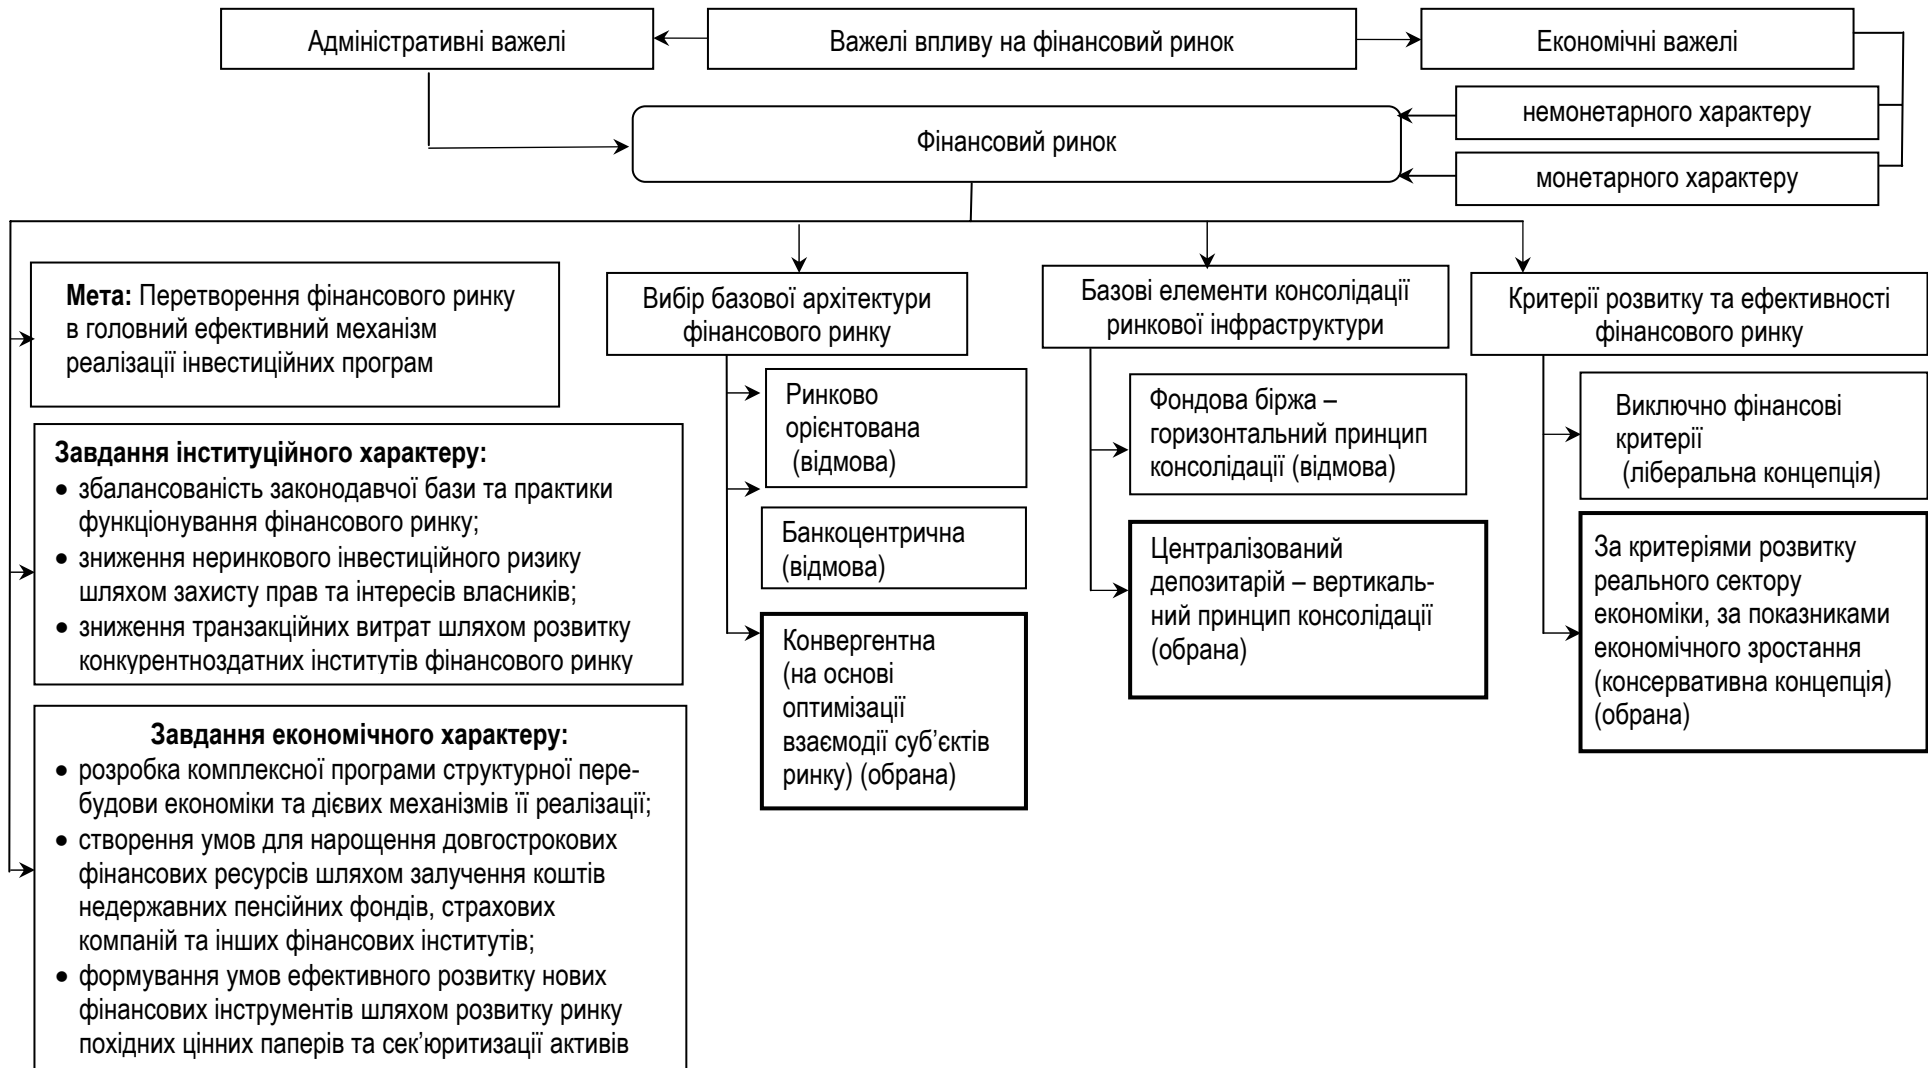 Адміністративні важелі
Важелі впливу на фінансовий ринок
Економічні важелі
немонетарного характеру
Фінансовий ринок
монетарного характеру
Мета: Перетворення фінансового ринку
в головний ефективний механізм
реалізації інвестиційних програм
Завдання інституційного характеру:
• збалансованість законодавчої бази та практики
функціонування фінансового ринку;
• зниження неринкового інвестиційного ризику
шляхом захисту прав та інтересів власників;
• зниження транзакційних витрат шляхом розвитку
конкурентноздатних інститутів фінансового ринку
Завдання економічного характеру:
• розробка комплексної програми структурної пере-
будови економіки та дієвих механізмів її реалізації;
• створення умов для нарощення довгострокових
фінансових ресурсів шляхом залучення коштів
недержавних пенсійних фондів, страхових
компаній та інших фінансових інститутів;
• формування умов ефективного розвитку нових
фінансових інструментів шляхом розвитку ринку
похідних цінних паперів та сек’юритизації активів
Вибір базової архітектури
фінансового ринку
Ринково
орієнтована
(відмова)
Банкоцентрична
(відмова)
Конвергентна
(на основі
оптимізації
взаємодії суб’єктів
ринку) (обрана)
Базові елементи консолідації
ринкової інфраструктури
Фондова біржа –
горизонтальний принцип
консолідації (відмова)
Централізований
депозитарій – вертикаль-
ний принцип консолідації
(обрана)
Критерії розвитку та ефективності
фінансового ринку
Виключно фінансові
критерії
(ліберальна концепція)
За критеріями розвитку
реального сектору
економіки, за показниками
економічного зростання
(консервативна концепція)
(обрана)